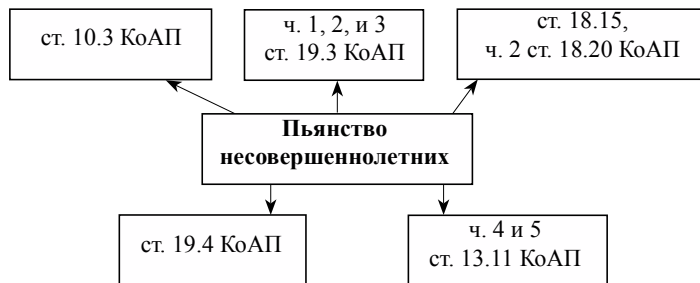 ст. 10.3 КоАП
ч. 1, 2, и 3
ст. 19.3 КоАП
ст. 18.15,
ч. 2 ст. 18.20 КоАП
Пьянство
несовершеннолетних
ст. 19.4 КоАП
ч. 4 и 5
ст. 13.11 КоАП